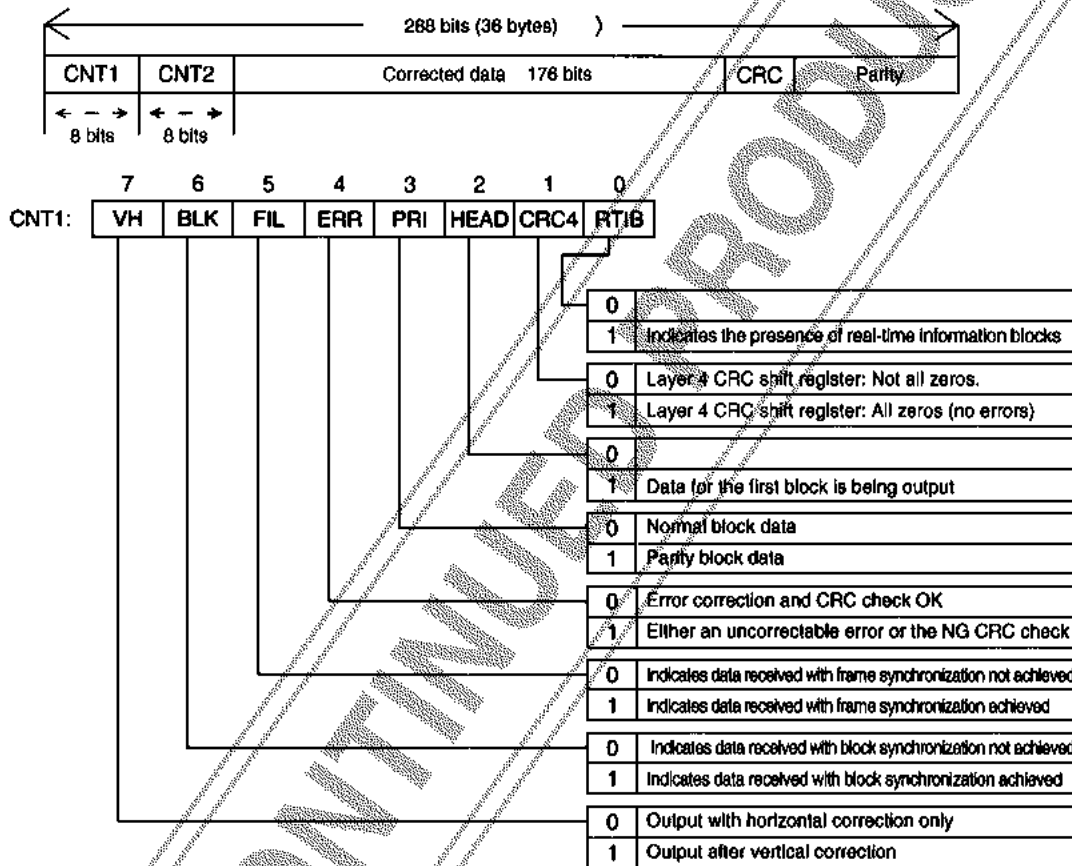 288 bits (36 bytes) )
CNT1 CNT2 Corrected data 176 bits CRC Parity
8 bits 8 bits
7 6 5 4 3 2 1 0
CNT1: VH BLK FIL ERR PRI HEAD CRC4 RTIB
0
1 Indicates the presence of real-time information blocks
0 Layer 4 CRC shift register: Not all zeros.
1 Layer 4 CRC shift register: All zeros (no errors)
0
1 Data for the first block is being output
0 Normal block data
1 Parity block data
0 Error correction and CRC check OK
1 Either an uncorrectable error or the NG CRC check
0 Indicates data received with frame synchronization not achieved
1 Indicates data received with frame synchronization achieved
0 Indicates data received with block synchronization not achieved
1 Indicates data received with block synchronization achieved
0 Output with horizontal correction only
1 Output after vertical correction
ONTINUED PRODU